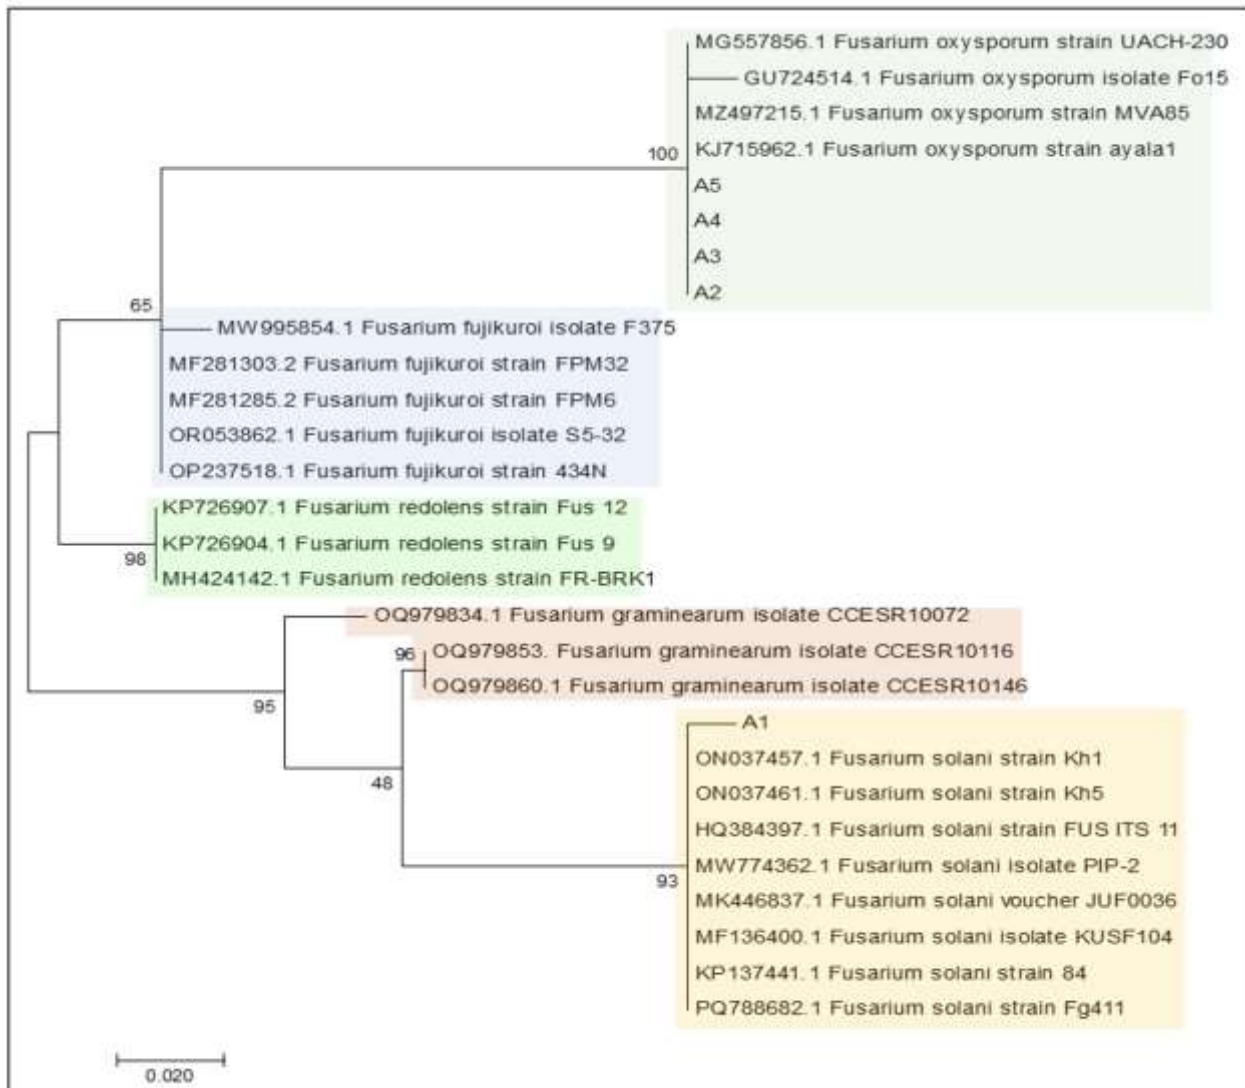 MG557856.1 Fusarium oxysporum strain UACH-230
GU724514.1 Fusarium oxysporum isolate Fo15
MZ497215.1 Fusarium oxysporum strain MVA85
100
KJ715962.1 Fusarium oxysporum strain ayala1
A5
A4
A3
A2
65
MW995854.1 Fusarium fujikuroi isolate F375
MF281303.2 Fusarium fujikuroi strain FPM32
MF281285.2 Fusarium fujikuroi strain FPM6
OR053862.1 Fusarium fujikuroi isolate S5-32
OP237518.1 Fusarium fujikuroi strain 434N
KP726907.1 Fusarium redolens strain Fus 12
KP726904.1 Fusarium redolens strain Fus 9
98
MH424142.1 Fusarium redolens strain FR-BRK1
OQ979834.1 Fusarium graminearum isolate CCESR10072
96
OQ979853. Fusarium graminearum isolate CCESR10116
OQ979860.1 Fusarium graminearum isolate CCESR10146
95
A1
ON037457.1 Fusarium solani strain Kh1
48
ON037461.1 Fusarium solani strain Kh5
HQ384397.1 Fusarium solani strain FUS ITS 11
MW774362.1 Fusarium solani isolate PIP-2
93
MK446837.1 Fusarium solani voucher JUF0036
MF136400.1 Fusarium solani isolate KUSF104
KP137441.1 Fusarium solani strain 84
PQ788682.1 Fusarium solani strain Fg411
0.020